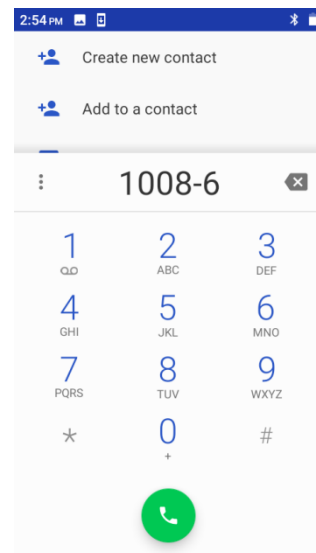 2:54 PM
Create new contact
Add to a contact
1008-6
1 2 3
ABC DEF
4 5 6
GHI JKL MNO
7 8 9
PQRS TUV WXYZ
* 0 #
+